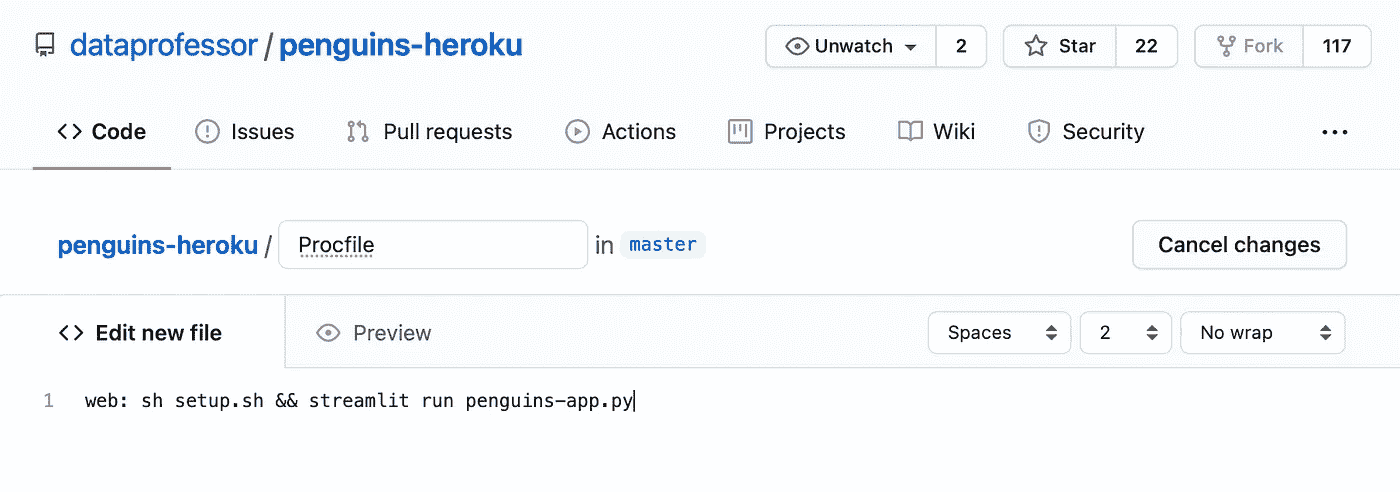 dataprofessor / penguins-heroku Unwatch 2 Star 22 Fork 117
Code Issues Pull requests Actions Projects Wiki Security ...
penguins-heroku / Procfile in master Cancel changes
<> Edit new file Preview Spaces 2 No wrap
1 web: sh setup.sh && streamlit run penguins-app.py